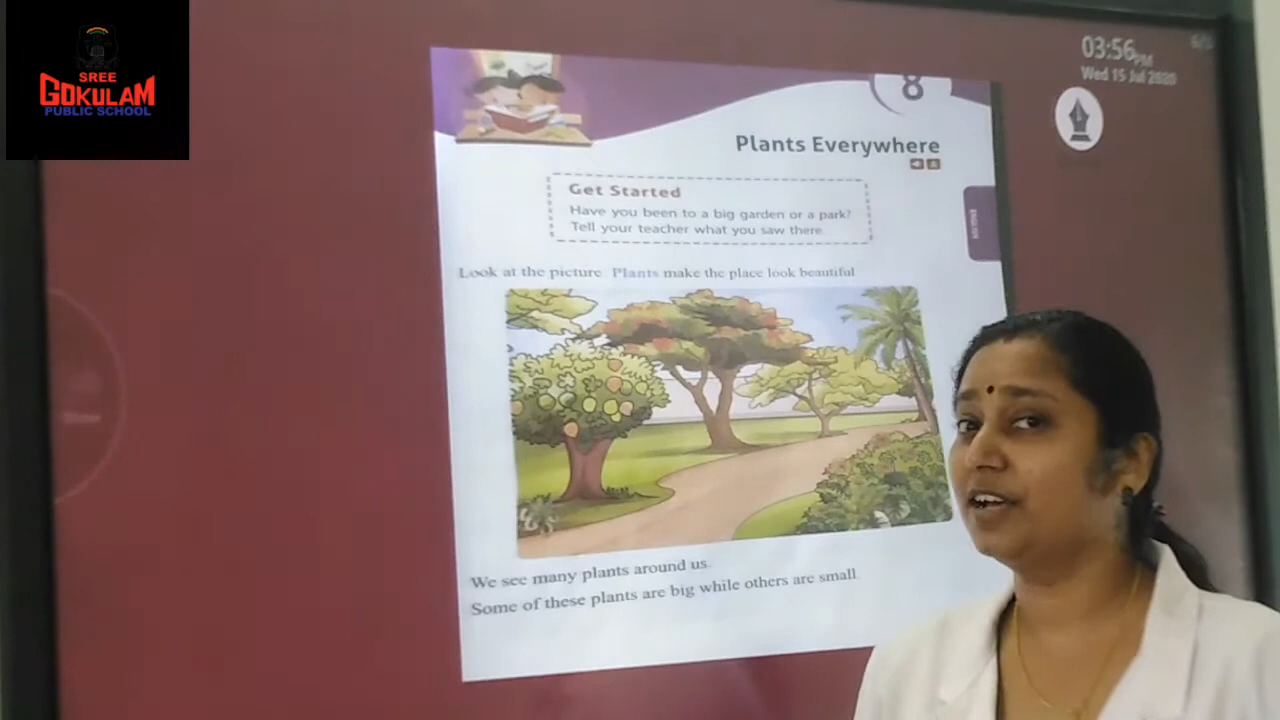 SREE
GOKULAM
PUBLIC SCHOOL
03:56PM
Wed 15 Jul 2020
8
Plants Everywhere
Get Started
Have you been to a big garden or a park?
Tell your teacher what you saw there.
ENGLISH
Look at the picture. Plants make the place look beautiful
We see many plants around us.
Some of these plants are big while others are small.